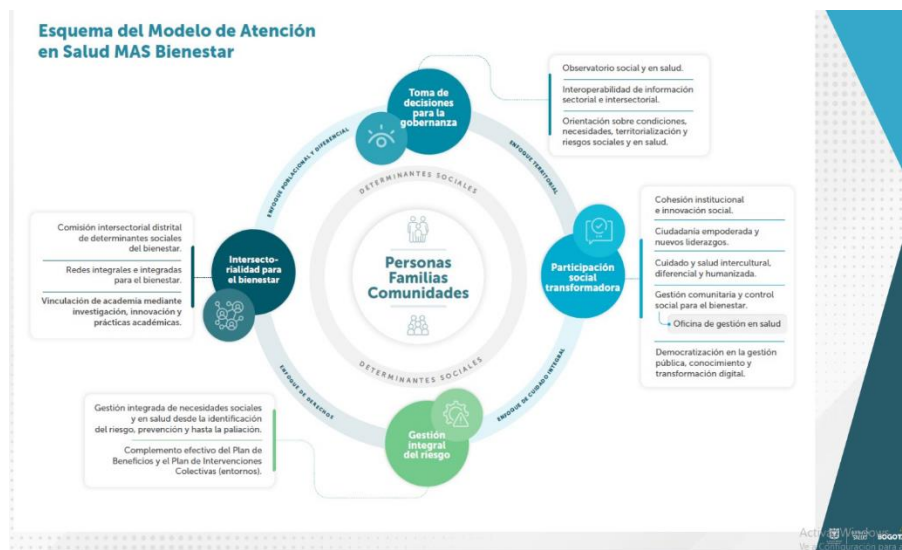 Esquema del Modelo de Atención
en Salud MAS Bienestar
Toma de
decisiones
para la
gobernanza
Observatorio social y en salud.
Interoperabilidad de información
sectorial e intersectorial.
Orientación sobre condiciones,
necesidades, territorialización y
riesgos sociales y en salud.
ENFOQUE POBLACIONAL Y DIFERENCIAL
ENFOQUE TERRITORIAL
DETERMINANTES SOCIALES
Comisión intersectorial distrital
de determinantes sociales
del bienestar.
Redes integrales e integradas
para el bienestar.
Vinculación de academia mediante
investigación, innovación y
prácticas académicas.
Intersecto-
rialidad para
el bienestar
Personas
Familias
Comunidades
Participación
social
transformadora
Cohesión institucional
e innovación social.
Ciudadanía empoderada y
nuevos liderazgos.
Cuidado y salud intercultural,
diferencial y humanizada.
Gestión comunitaria y control
social para el bienestar.
Oficina de gestión en salud
Democratización en la gestión
pública, conocimiento y
transformación digital.
DETERMINANTES SOCIALES
ENFOQUE DE DERECHOS
ENFOQUE DE CUIDADO INTEGRAL
Gestión
integral
del riesgo
Gestión integrada de necesidades sociales
y en salud desde la identificación
del riesgo, prevención y hasta la paliación.
Complemento efectivo del Plan de
Beneficios y el Plan de Intervenciones
Colectivas (entornos).
SALUD
BOGOTÁ